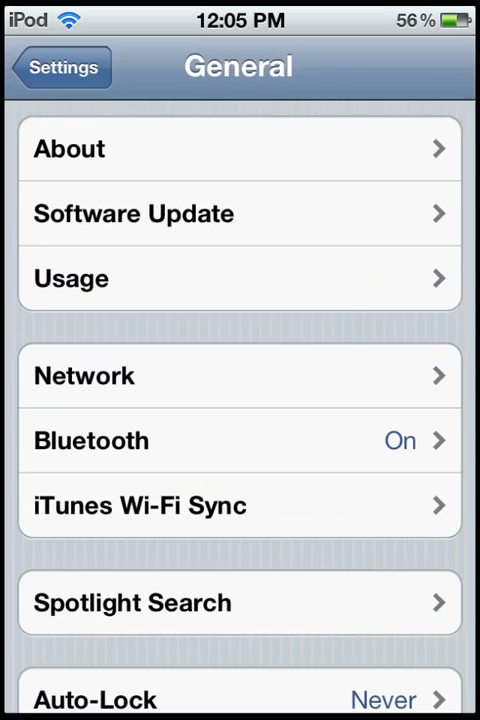 iPod 12:05 PM 56%
Settings General
About
Software Update
Usage
Network
Bluetooth On
iTunes Wi-Fi Sync
Spotlight Search
Auto-Lock Never